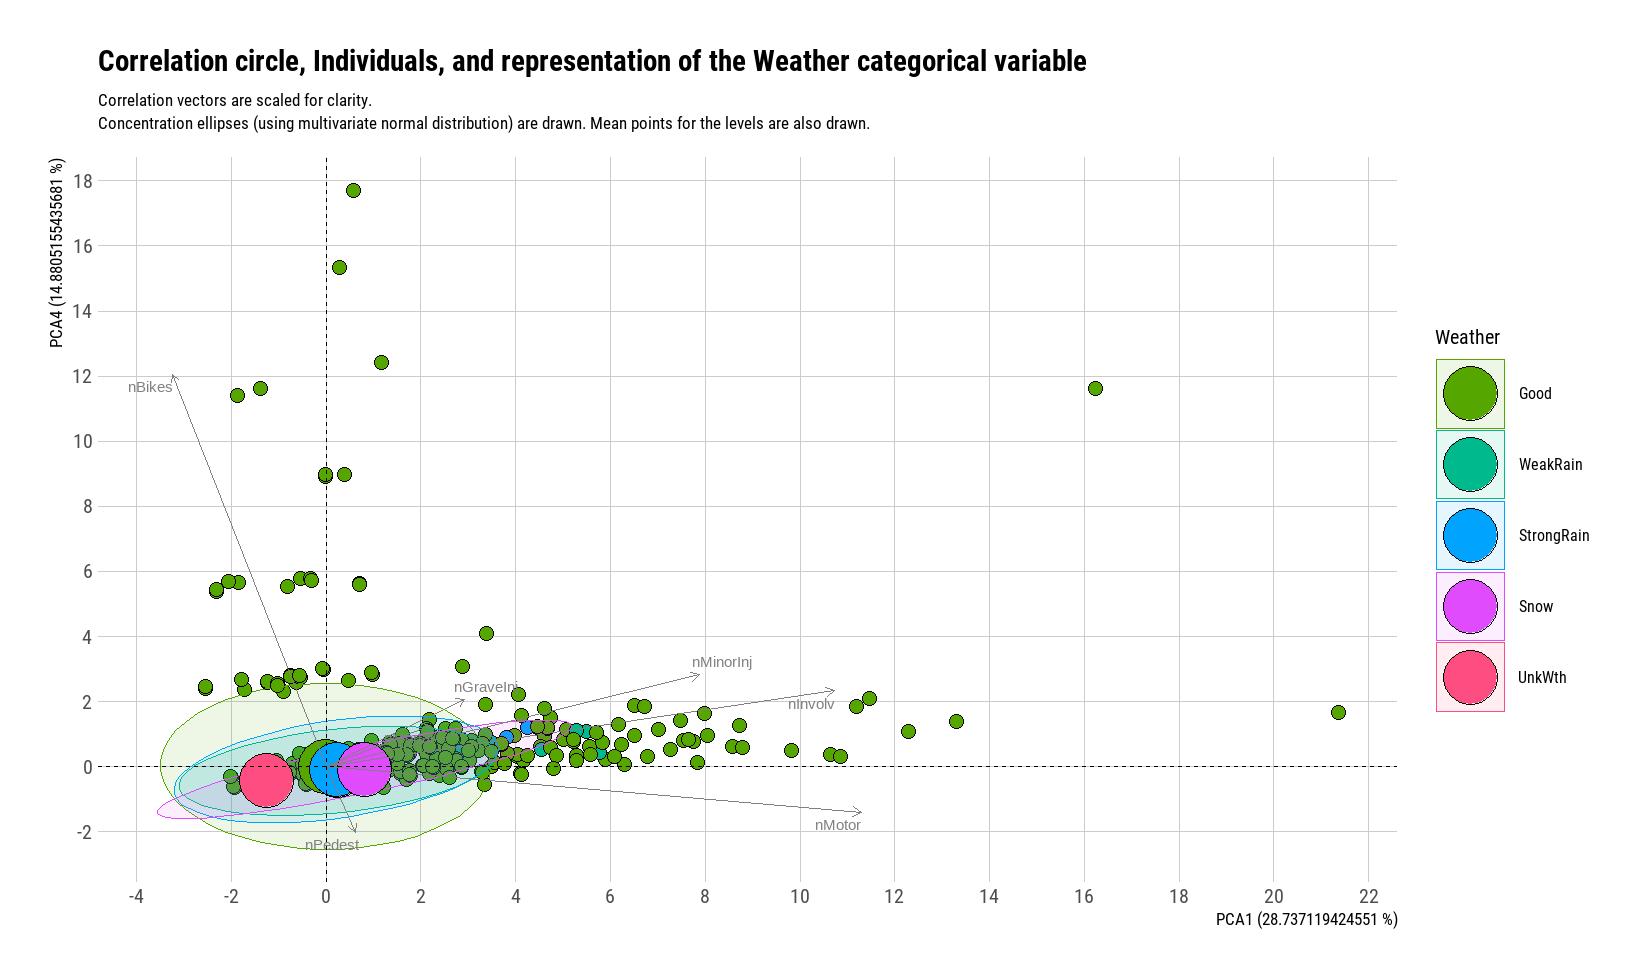 Correlation circle, Individuals, and representation of the Weather categorical variable
Correlation vectors are scaled for clarity.
Concentration ellipses (using multivariate normal distribution) are drawn. Mean points for the levels are also drawn.
PCA4 (14.8805155435681 %)
18
16
14
12
10
8
6
4
2
0
-2
nBikes
nGraveInj
nMinorInj
nInvolv
nMotor
nPedest
-4
-2
0
2
4
6
8
10
12
14
16
18
20
22
PCA1 (28.737119424551 %)
Weather
Good
WeakRain
StrongRain
Snow
UnkWth